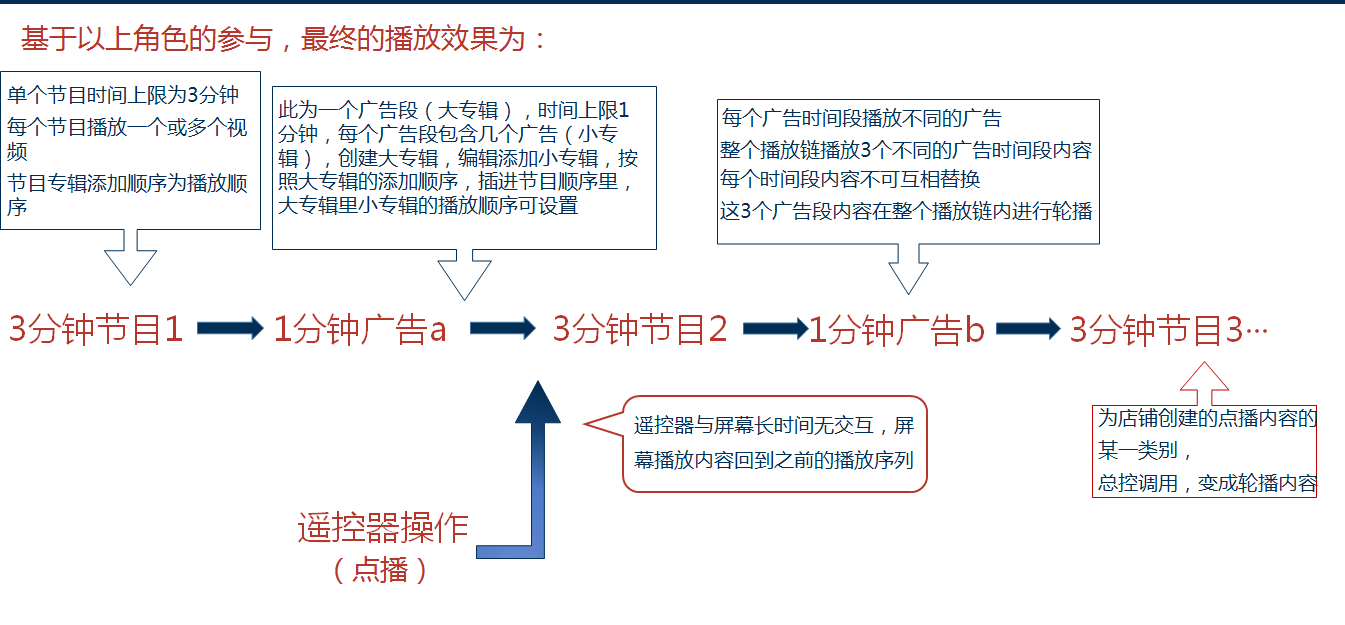 基于以上角色的参与，最终的播放效果为：
单个节目时间上限为3分钟
每个节目播放一个或多个视
频
节目专辑添加顺序为播放顺
序
此为一个广告段（大专辑），时间上限1
分钟，每个广告段包含几个广告（小专
辑），创建大专辑，编辑添加小专辑，按
照大专辑的添加顺序，插进节目顺序里，
大专辑里小专辑的播放顺序可设置
每个广告时间段播放不同的广告
整个播放链播放3个不同的广告时间段内容
每个时间段内容不可互相替换
这3个广告段内容在整个播放链内进行轮播
3分钟节目1
1分钟广告a
3分钟节目2
1分钟广告b
3分钟节目3…
遥控器与屏幕长时间无交互，屏
幕播放内容回到之前的播放序列
为店铺创建的点播内容的
某一类别，
总控调用，变成轮播内容
遥控器操作
（点播）